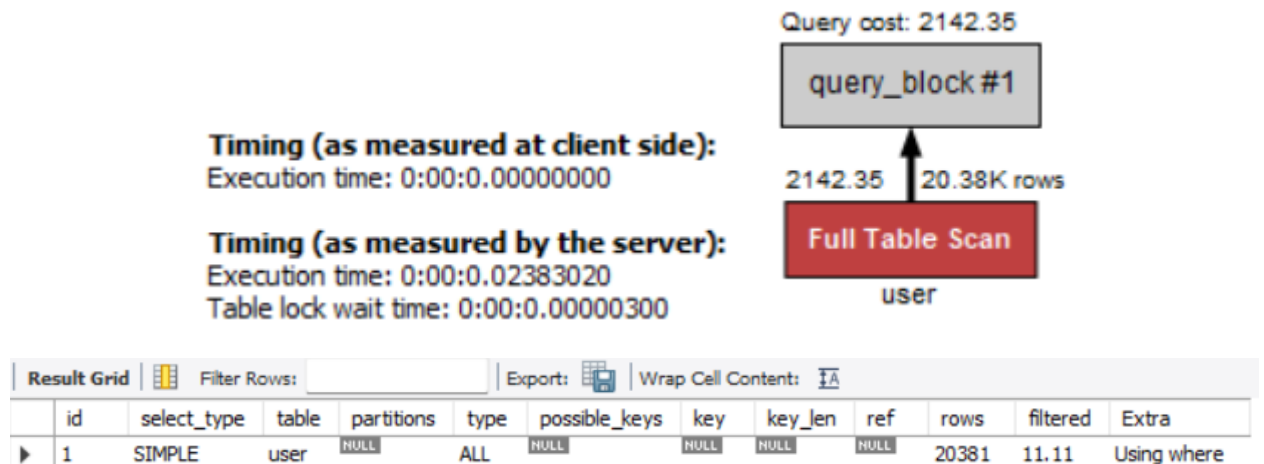 Query cost: 2142.35
query_block #1
Timing (as measured at client side):
Execution time: 0:00:0.00000000
2142.35 20.38K rows
Timing (as measured by the server):
Execution time: 0:00:0.02383020
Table lock wait time: 0:00:0.00000300
Full Table Scan
user
Result Grid Filter Rows: Export: Wrap Cell Content: IA
id select_type table partitions type possible_keys key key_len ref rows filtered Extra
1 SIMPLE user NULL ALL NULL NULL NULL NULL 20381 11.11 Using where